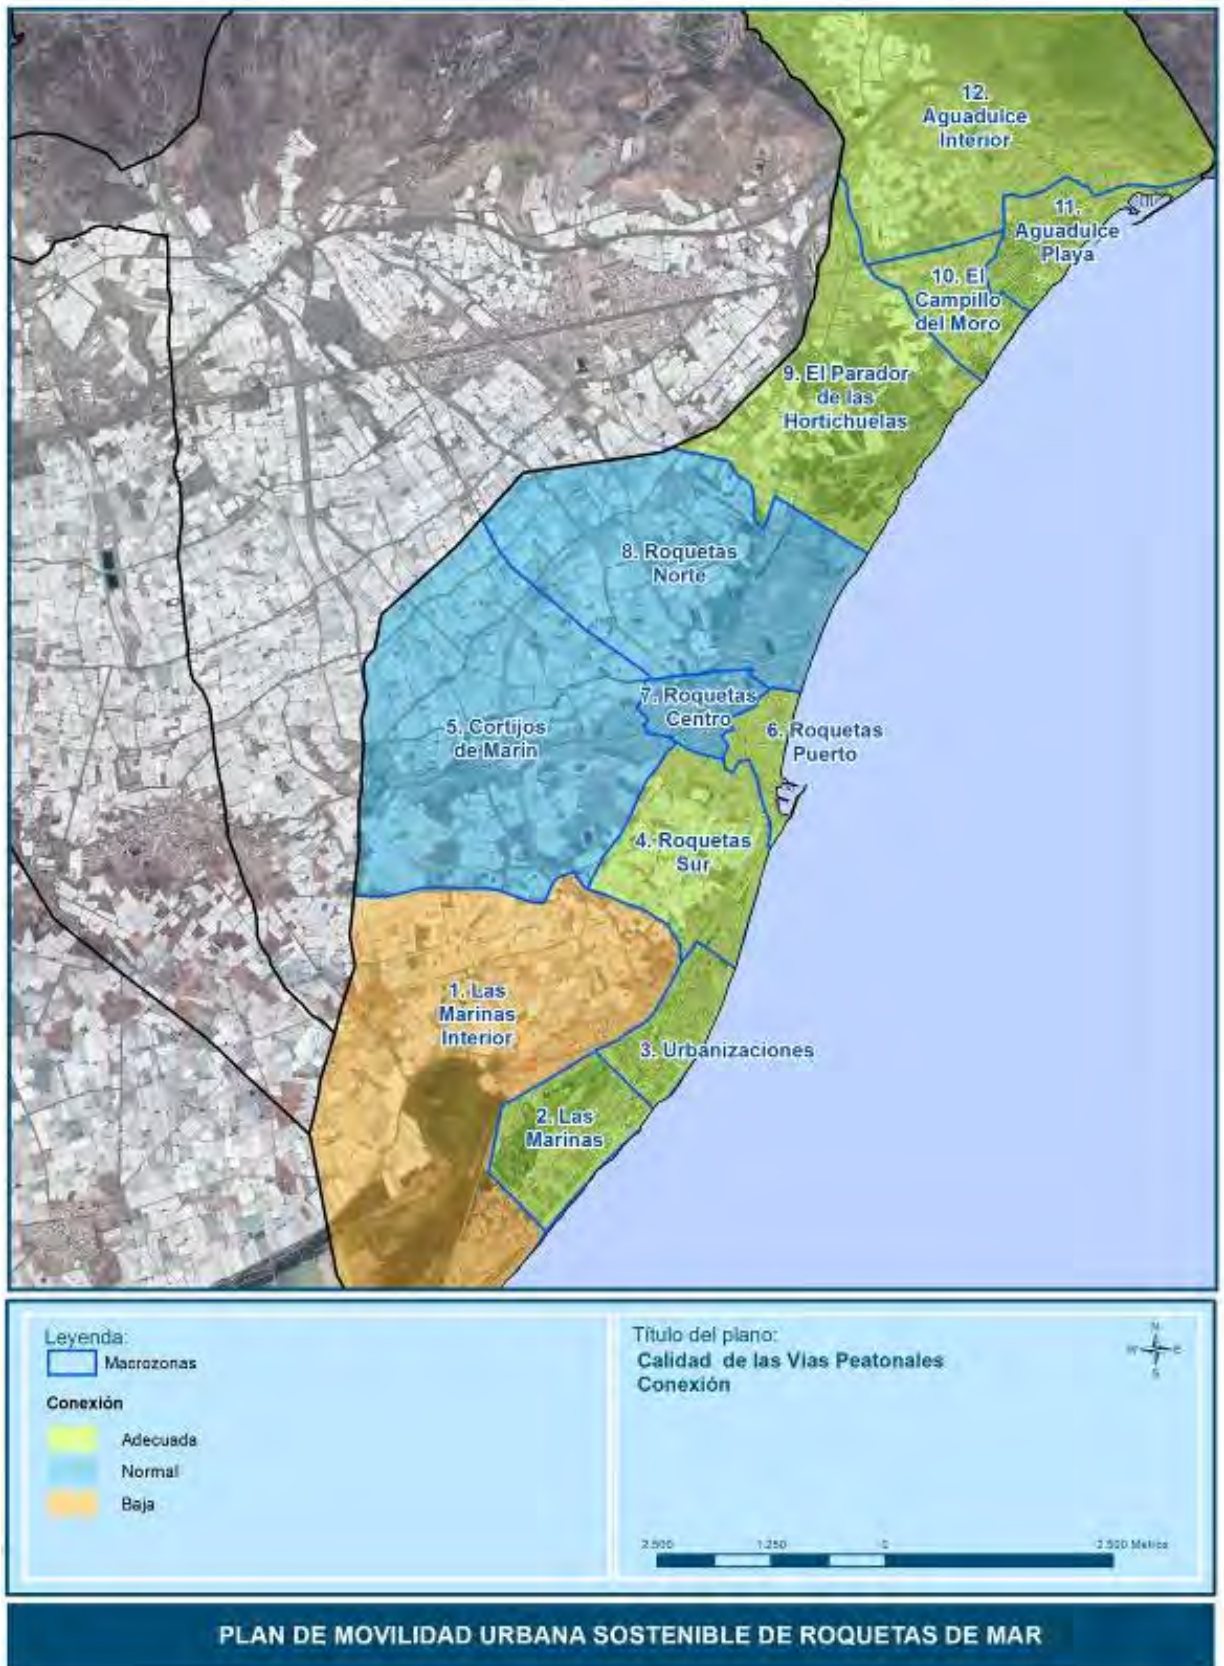 12.
Aguadulce
Interior
11.
Aguadulce
Playa
10. El
Campillo
del Moro
9. El Parador
de las
Hortichuelas
8. Roquetas
Norte
7. Roquetas
Centro
6. Roquetas
Puerto
5. Cortijos
de Marin
4. Roquetas
Sur
1. Las
Marinas
Interior
3. Urbanizaciones
2. Las
Marinas
Leyenda:
Macrozonas
Conexión
Adecuada
Normal
Baja
Título del plano:
Calidad de las Vias Peatonales
Conexión
N
W E
S
2.500 1.250 0 2.500 Metros
PLAN DE MOVILIDAD URBANA SOSTENIBLE DE ROQUETAS DE MAR